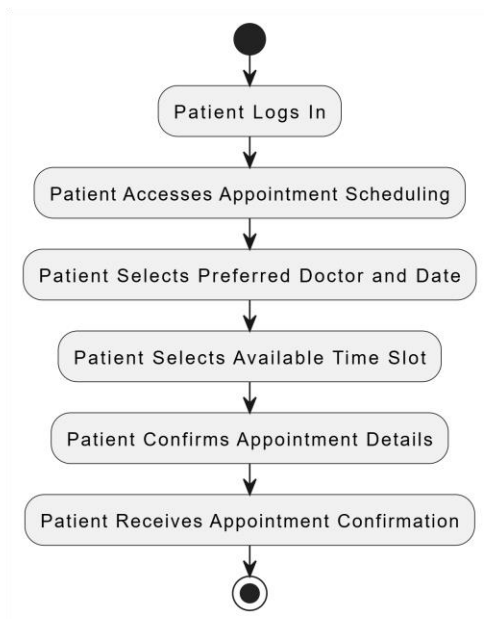 Patient Logs In
Patient Accesses Appointment Scheduling
Patient Selects Preferred Doctor and Date
Patient Selects Available Time Slot
Patient Confirms Appointment Details
Patient Receives Appointment Confirmation